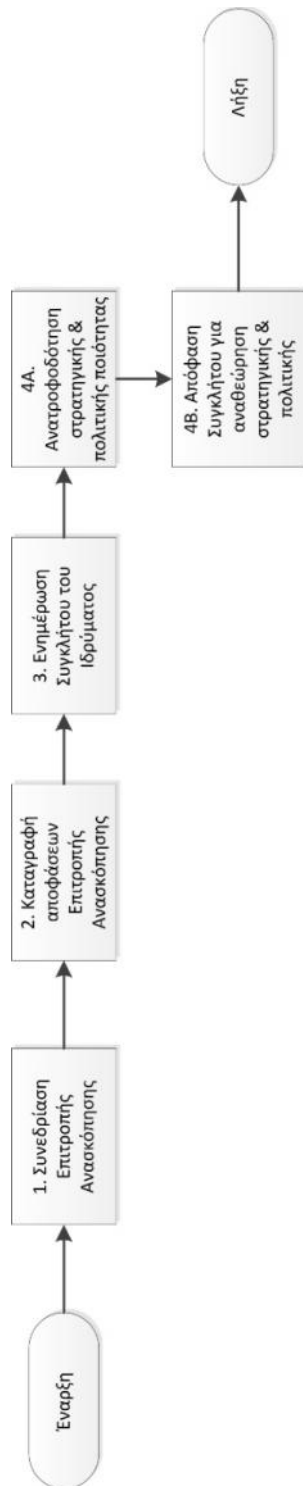 Έναρξη
1. Συνεδρίαση
Επιτροπής
Ανασκόπησης
2. Καταγραφή
αποφάσεων
Επιτροπής
Ανασκόπησης
3. Ενημέρωση
Συγκλήτου του
Ιδρύματος
4Α.
Ανατροφοδότηση
στρατηγικής &
πολιτικής ποιότητας
4Β. Απόφαση
Συγκλήτου για
αναθεώρηση
στρατηγικής &
πολιτικής
Λήξη